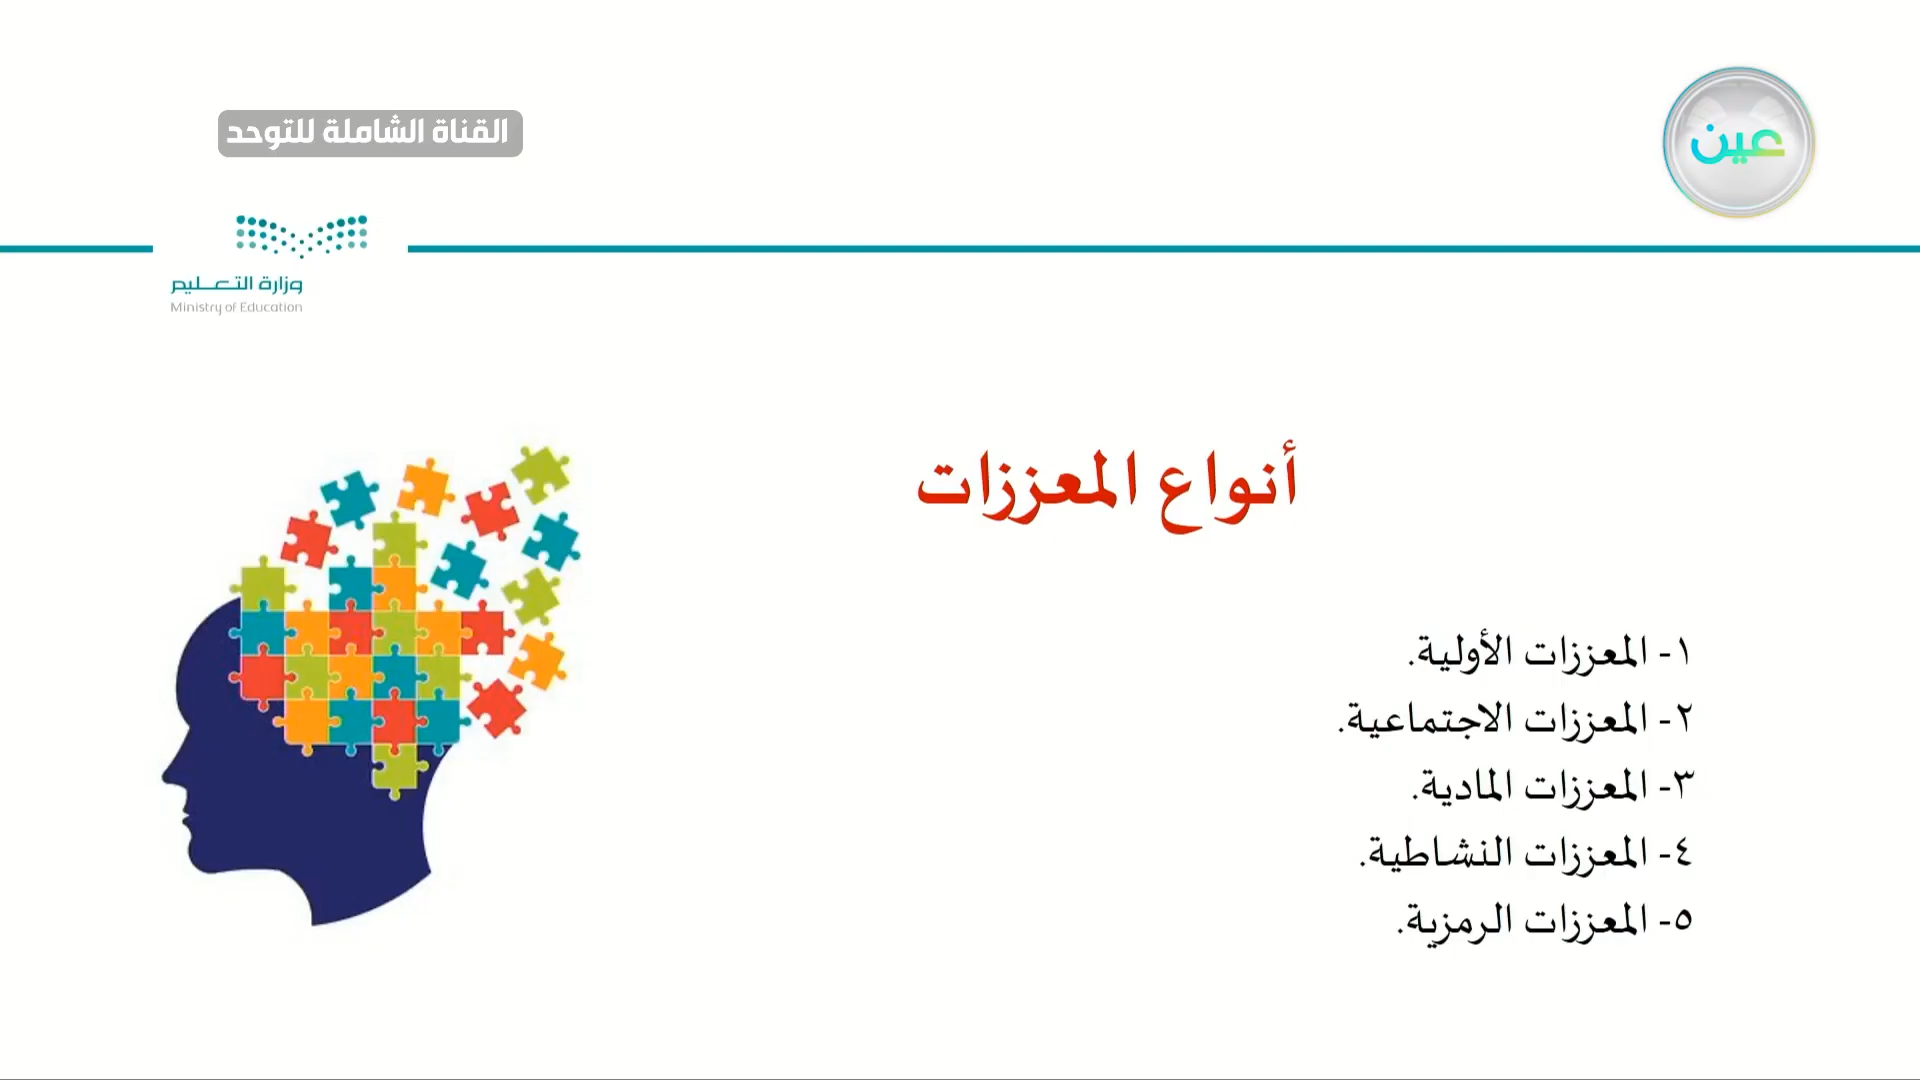 القناة الشاملة للتوحد
عين
وزارة التعليم
Ministry of Education
أنواع المعززات
١- المعززات الأولية.
٢- المعززات الاجتماعية.
٣- المعززات المادية.
٤- المعززات النشاطية.
٥- المعززات الرمزية.